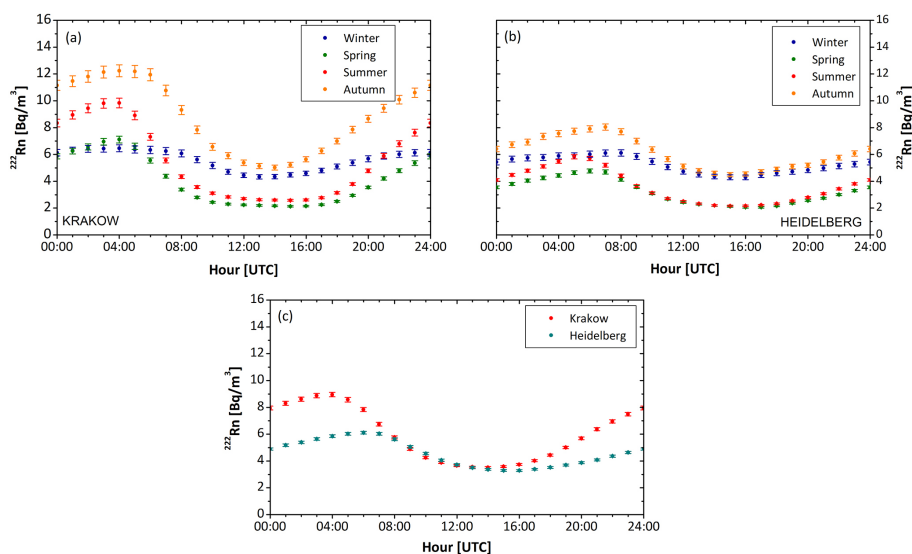 (a)
Winter
Spring
Summer
Autumn
²²²Rn [Bq/m³]
16
14
12
10
8
6
4
2
0
KRAKOW
00:00 04:00 08:00 12:00 16:00 20:00 24:00
Hour [UTC]
(b)
Winter
Spring
Summer
Autumn
16
14
12
10
8
6
4
2
0
²²²Rn [Bq/m³]
HEIDELBERG
00:00 04:00 08:00 12:00 16:00 20:00 24:00
Hour [UTC]
(c)
Krakow
Heidelberg
²²²Rn [Bq/m³]
16
14
12
10
8
6
4
2
0
00:00 04:00 08:00 12:00 16:00 20:00 24:00
Hour [UTC]